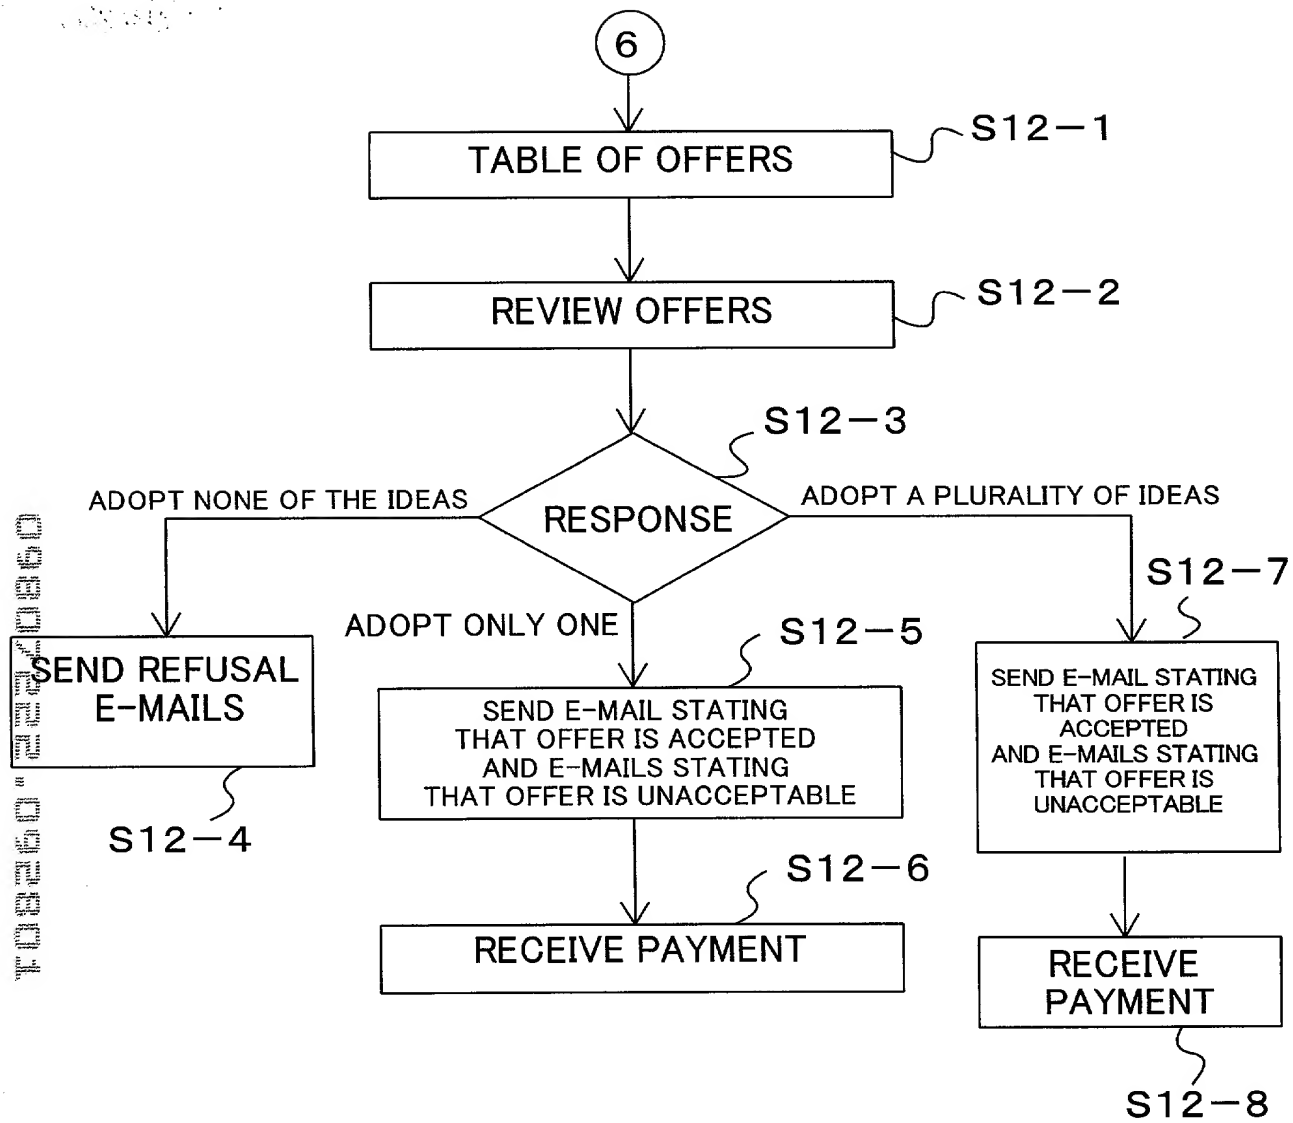 6
S12-1
TABLE OF OFFERS
S12-2
REVIEW OFFERS
S12-3
RESPONSE
ADOPT NONE OF THE IDEAS
ADOPT A PLURALITY OF IDEAS
ADOPT ONLY ONE
SEND REFUSAL
E-MAILS
S12-4
S12-5
SEND E-MAIL STATING
THAT OFFER IS ACCEPTED
AND E-MAILS STATING
THAT OFFER IS UNACCEPTABLE
S12-6
RECEIVE PAYMENT
S12-7
SEND E-MAIL STATING
THAT OFFER IS
ACCEPTED
AND E-MAILS STATING
THAT OFFER IS
UNACCEPTABLE
RECEIVE
PAYMENT
S12-8